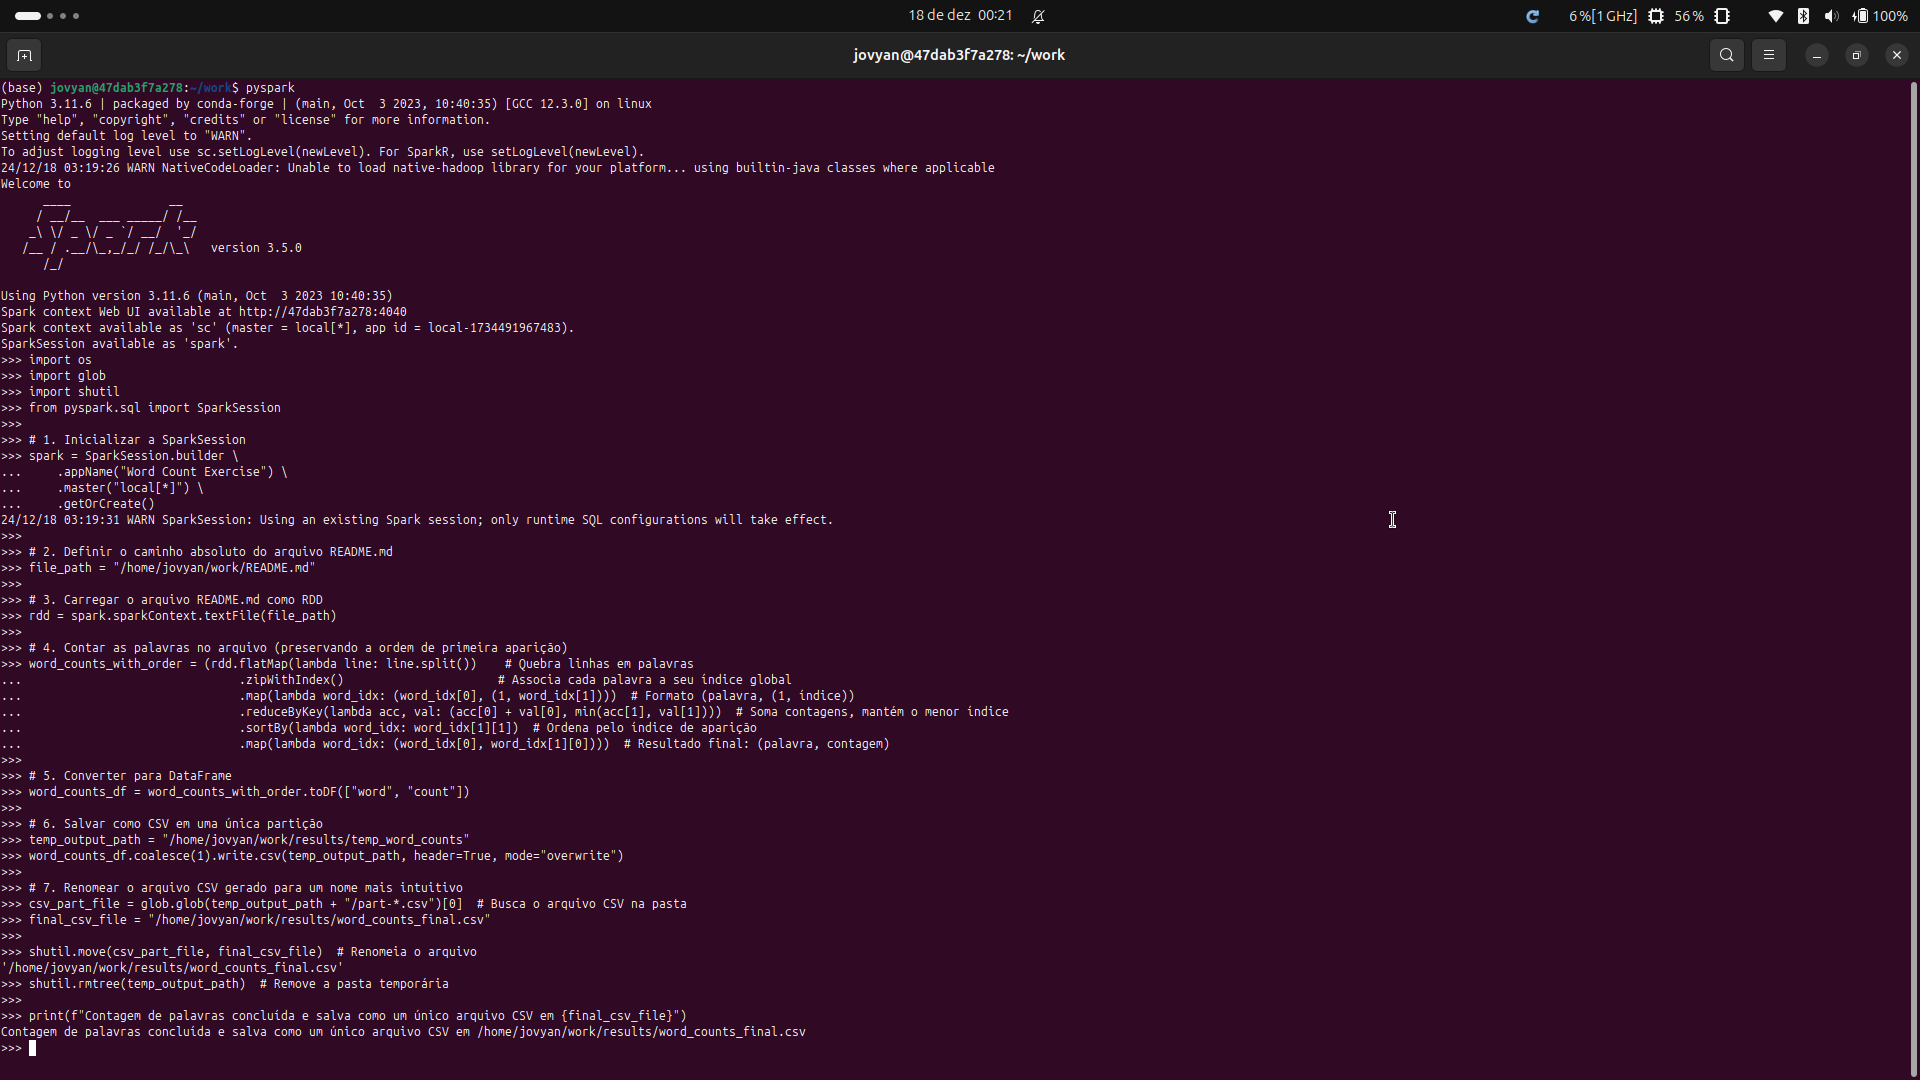 18 de dez  00:21
6%[1 GHz]  56%  100%
jovyan@47dab3f7a278: ~/work
(base) jovyan@47dab3f7a278:~/work$ pyspark
Python 3.11.6 | packaged by conda-forge | (main, Oct  3 2023, 10:40:35) [GCC 12.3.0] on linux
Type "help", "copyright", "credits" or "license" for more information.
Setting default log level to "WARN".
To adjust logging level use sc.setLogLevel(newLevel). For SparkR, use setLogLevel(newLevel).
24/12/18 03:19:26 WARN NativeCodeLoader: Unable to load native-hadoop library for your platform... using builtin-java classes where applicable
Welcome to
      ____              __
     / __/__  ___ _____/ /__
    _\ \/ _ \/ _ `/ __/  '_/
   /__ / .__/\_,_/_/ /_/\_\   version 3.5.0
      /_/
Using Python version 3.11.6 (main, Oct  3 2023 10:40:35)
Spark context Web UI available at http://47dab3f7a278:4040
Spark context available as 'sc' (master = local[*], app id = local-1734491967483).
SparkSession available as 'spark'.
>>> import os
>>> import glob
>>> import shutil
>>> from pyspark.sql import SparkSession
>>>
>>> # 1. Inicializar a SparkSession
>>> spark = SparkSession.builder \
...     .appName("Word Count Exercise") \
...     .master("local[*]") \
...     .getOrCreate()
24/12/18 03:19:31 WARN SparkSession: Using an existing Spark session; only runtime SQL configurations will take effect.
>>>
>>> # 2. Definir o caminho absoluto do arquivo README.md
>>> file_path = "/home/jovyan/work/README.md"
>>>
>>> # 3. Carregar o arquivo README.md como RDD
>>> rdd = spark.sparkContext.textFile(file_path)
>>>
>>> # 4. Contar as palavras no arquivo (preservando a ordem de primeira aparição)
>>> word_counts_with_order = (rdd.flatMap(lambda line: line.split())    # Quebra linhas em palavras
...                               .zipWithIndex()                      # Associa cada palavra a seu índice global
...                               .map(lambda word_idx: (word_idx[0], (1, word_idx[1])))  # Formato (palavra, (1, índice))
...                               .reduceByKey(lambda acc, val: (acc[0] + val[0], min(acc[1], val[1])))  # Soma contagens, mantém o menor índice
...                               .sortBy(lambda word_idx: word_idx[1][1])  # Ordena pelo índice de aparição
...                               .map(lambda word_idx: (word_idx[0], word_idx[1][0])))  # Resultado final: (palavra, contagem)
>>>
>>> # 5. Converter para DataFrame
>>> word_counts_df = word_counts_with_order.toDF(["word", "count"])
>>>
>>> # 6. Salvar como CSV em uma única partição
>>> temp_output_path = "/home/jovyan/work/results/temp_word_counts"
>>> word_counts_df.coalesce(1).write.csv(temp_output_path, header=True, mode="overwrite")
>>>
>>> # 7. Renomear o arquivo CSV gerado para um nome mais intuitivo
>>> csv_part_file = glob.glob(temp_output_path + "/part-*.csv")[0]  # Busca o arquivo CSV na pasta
>>> final_csv_file = "/home/jovyan/work/results/word_counts_final.csv"
>>>
>>> shutil.move(csv_part_file, final_csv_file)  # Renomeia o arquivo
'/home/jovyan/work/results/word_counts_final.csv'
>>> shutil.rmtree(temp_output_path)  # Remove a pasta temporária
>>>
>>> print(f"Contagem de palavras concluída e salva como um único arquivo CSV em {final_csv_file}")
Contagem de palavras concluída e salva como um único arquivo CSV em /home/jovyan/work/results/word_counts_final.csv
>>>